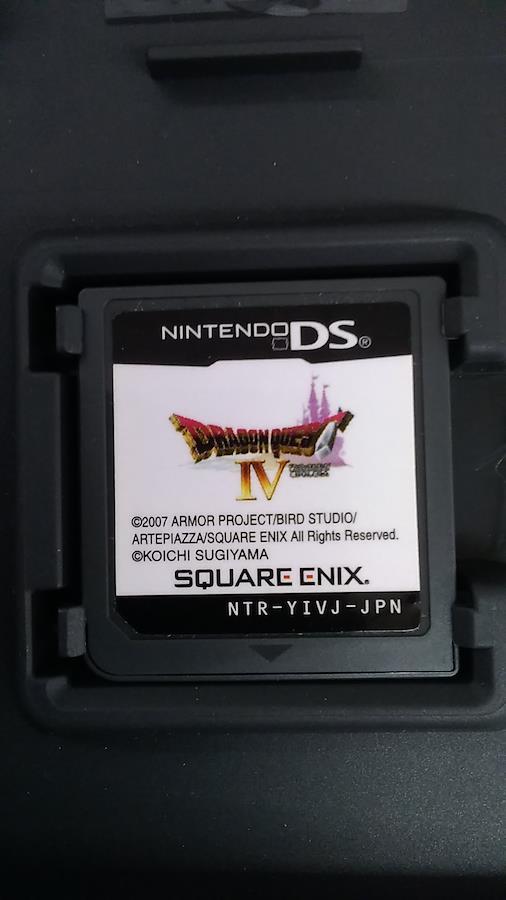 NINTENDO DS®
DRAGON QUEST
IV
©2007 ARMOR PROJECT/BIRD STUDIO/
ARTEPIAZZA/SQUARE ENIX All Rights Reserved.
©KOICHI SUGIYAMA
SQUARE ENIX.
NTR-YIVJ-JPN